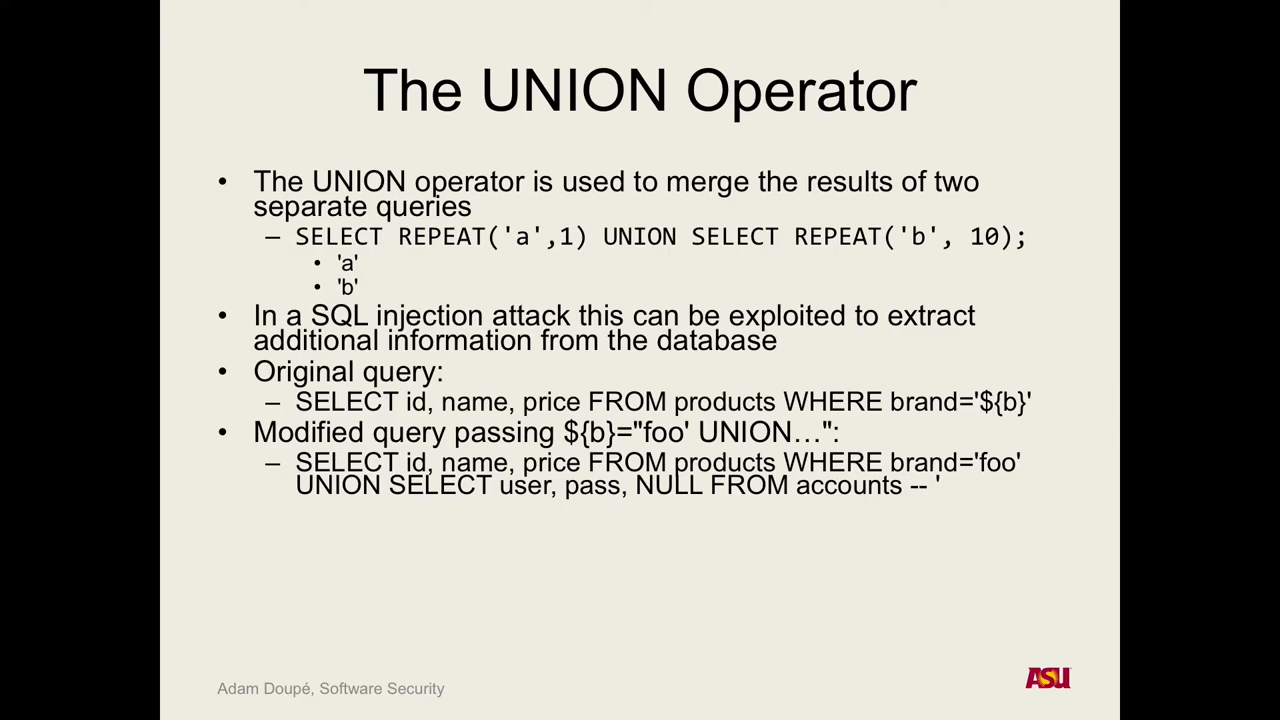 The UNION Operator
• The UNION operator is used to merge the results of two
separate queries
– SELECT REPEAT('a',1) UNION SELECT REPEAT('b', 10);
• 'a'
• 'b'
• In a SQL injection attack this can be exploited to extract
additional information from the database
• Original query:
– SELECT id, name, price FROM products WHERE brand='${b}'
• Modified query passing ${b}="foo' UNION…":
– SELECT id, name, price FROM products WHERE brand='foo'
UNION SELECT user, pass, NULL FROM accounts -- '
Adam Doupé, Software Security
ASU